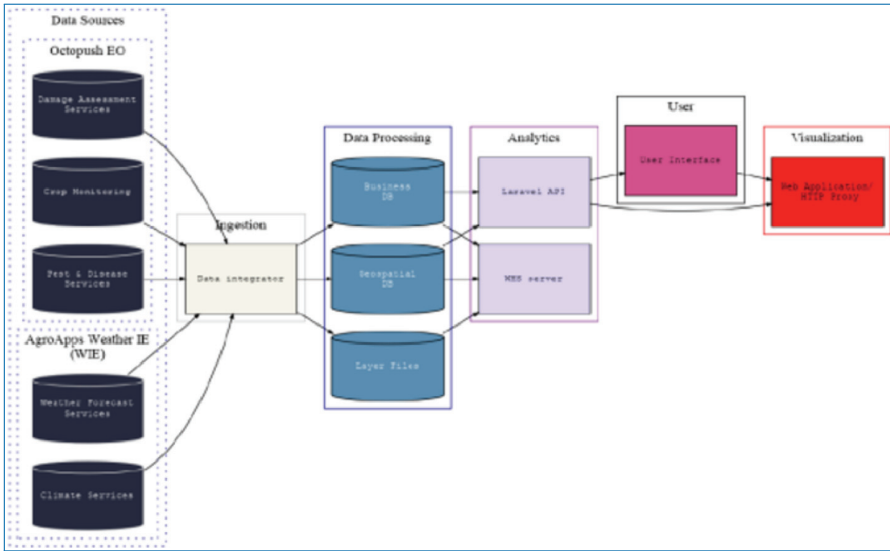 Data Sources
Octopush EO
Damage Assessment
Services
Crop Monitoring
Pest & Disease
Services
AgroApps Weather IE
(WIE)
Weather Forecast
Services
Climate Services
Ingestion
Data integrator
Data Processing
Business
DB
Geospatial
DB
Layer Files
Analytics
Laravel API
WMS server
User
User Interface
Visualization
Web Application/
HTTP Proxy